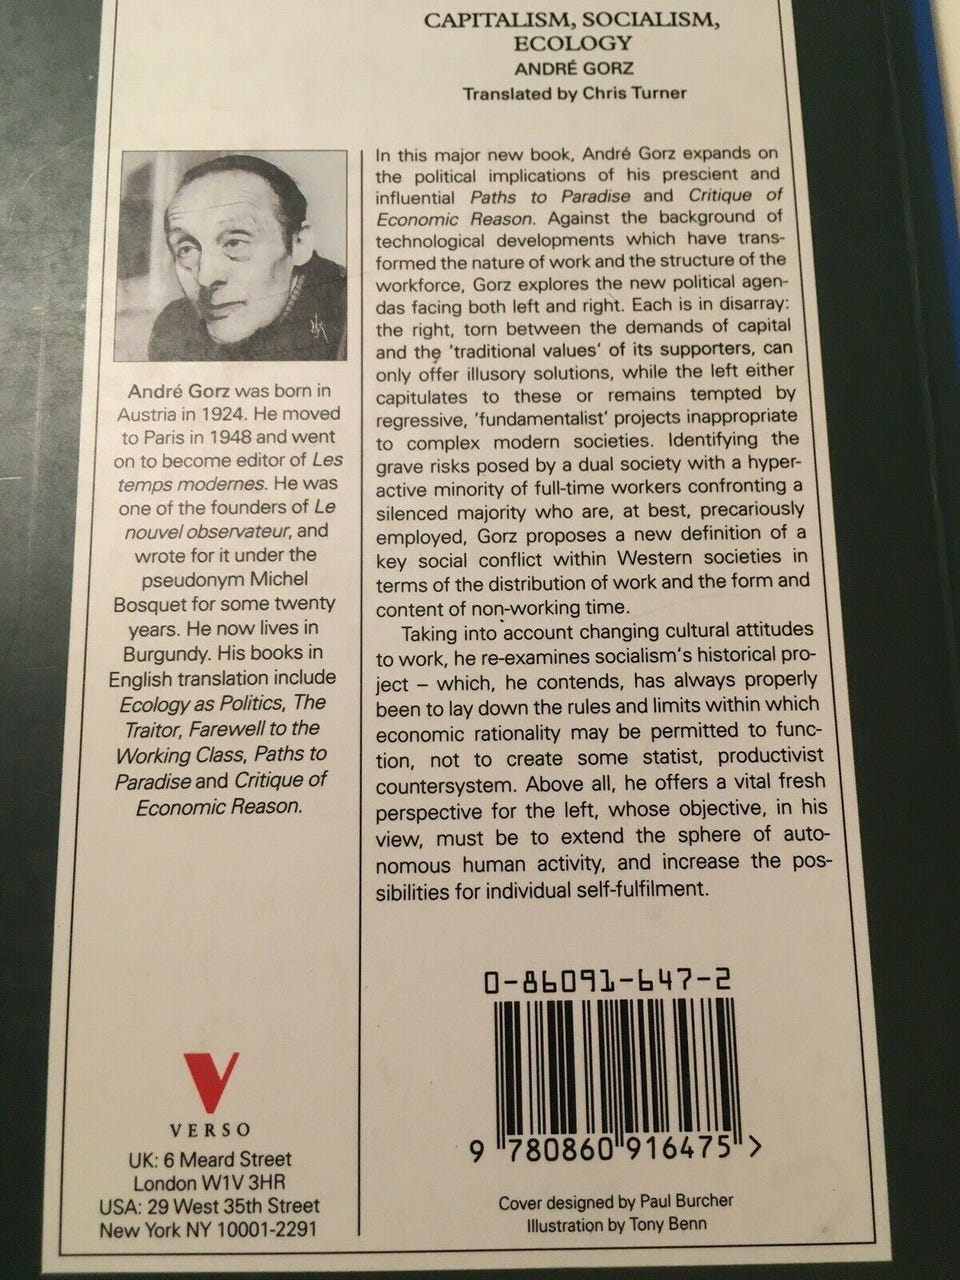 CAPITALISM, SOCIALISM,
ECOLOGY
ANDRÉ GORZ
Translated by Chris Turner
André Gorz was born in
Austria in 1924. He moved
to Paris in 1948 and went
on to become editor of Les
temps modernes. He was
one of the founders of Le
nouvel observateur, and
wrote for it under the
pseudonym Michel
Bosquet for some twenty
years. He now lives in
Burgundy. His books in
English translation include
Ecology as Politics, The
Traitor, Farewell to the
Working Class, Paths to
Paradise and Critique of
Economic Reason.
In this major new book, André Gorz expands on
the political implications of his prescient and
influential Paths to Paradise and Critique of
Economic Reason. Against the background of
technological developments which have trans-
formed the nature of work and the structure of the
workforce, Gorz explores the new political agen-
das facing both left and right. Each is in disarray:
the right, torn between the demands of capital
and the 'traditional values' of its supporters, can
only offer illusory solutions, while the left either
capitulates to these or remains tempted by
regressive, 'fundamentalist' projects inappropriate
to complex modern societies. Identifying the
grave risks posed by a dual society with a hyper-
active minority of full-time workers confronting a
silenced majority who are, at best, precariously
employed, Gorz proposes a new definition of a
key social conflict within Western societies in
terms of the distribution of work and the form and
content of non-working time.
Taking into account changing cultural attitudes
to work, he re-examines socialism's historical pro-
ject – which, he contends, has always properly
been to lay down the rules and limits within which
economic rationality may be permitted to func-
tion, not to create some statist, productivist
countersystem. Above all, he offers a vital fresh
perspective for the left, whose objective, in his
view, must be to extend the sphere of auto-
nomous human activity, and increase the pos-
sibilities for individual self-fulfilment.
VERSO
UK: 6 Meard Street
London W1V 3HR
USA: 29 West 35th Street
New York NY 10001-2291
0-86091-647-2
9 780860 916475 >
Cover designed by Paul Burcher
Illustration by Tony Benn